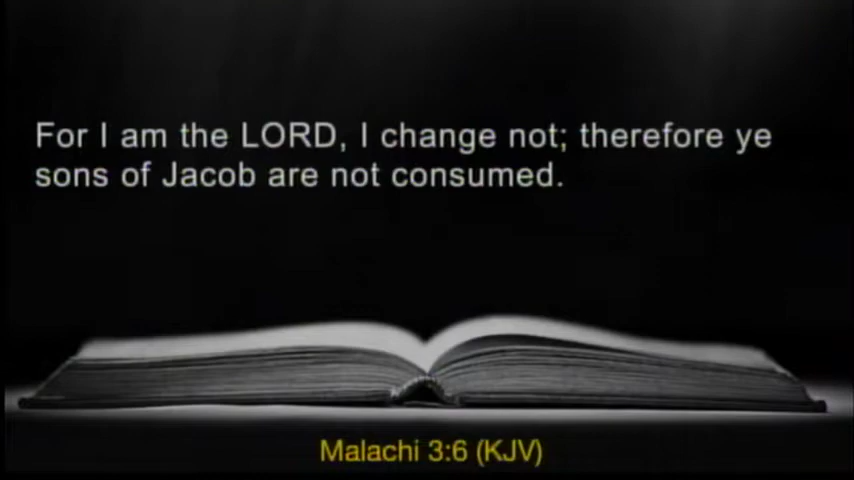 For I am the LORD, I change not; therefore ye
sons of Jacob are not consumed.
Malachi 3:6 (KJV)